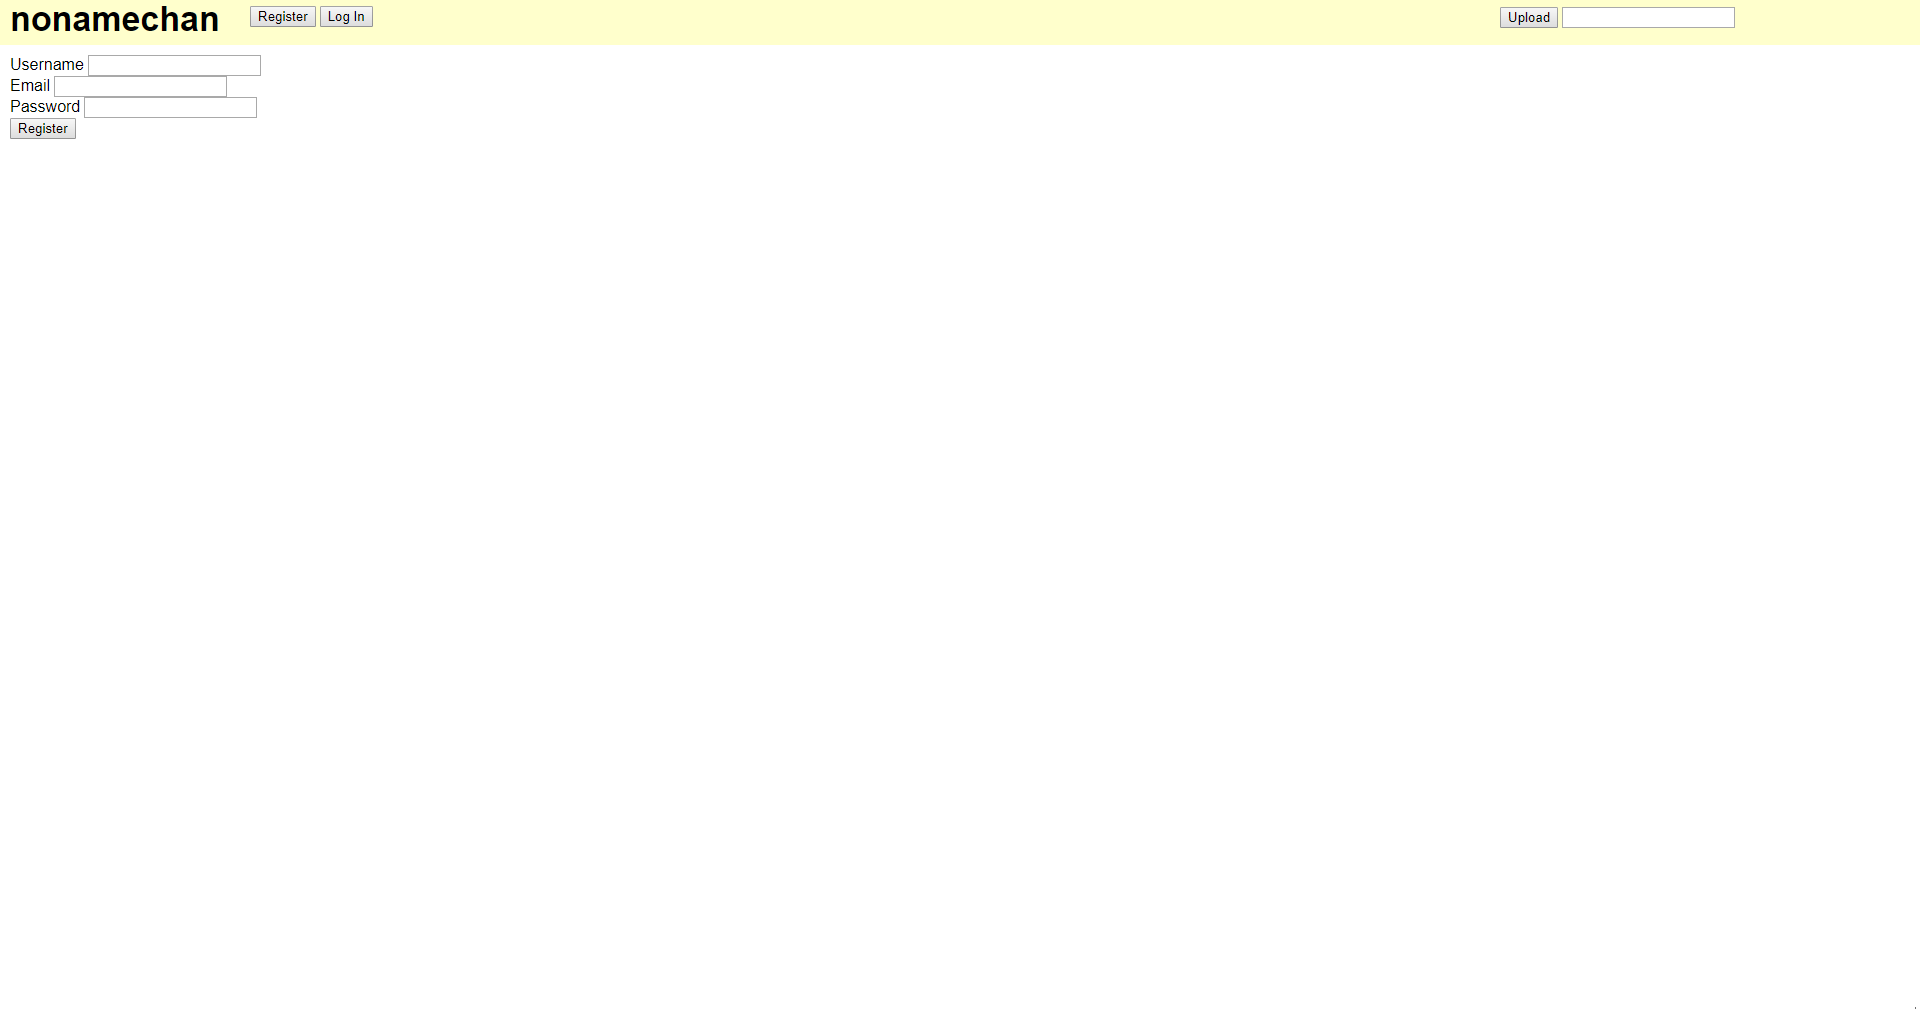 nonamechan Register Log In Upload
Username
Email
Password
Register